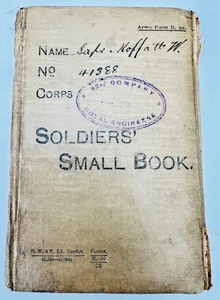 Army Form B. 50.
NAME Sapr Moffatt W.
No 41388
CORPS
COMPANY
ROYAL ENGINEERS
SOLDIERS'
SMALL BOOK.